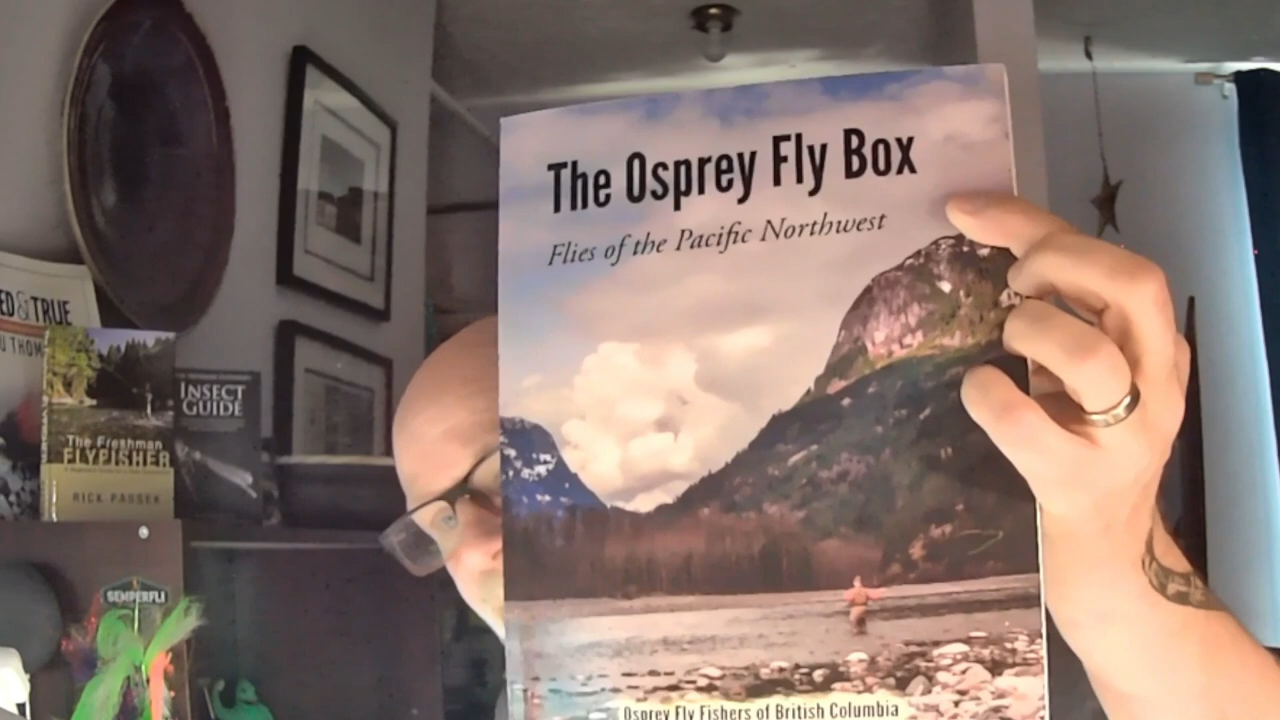 The Osprey Fly Box
Flies of the Pacific Northwest
Osprey Fly Fishers of British Columbia
ED & TRUE
U THOM
The Freshman
FLYFISHER
RICK PASSEK
INSECT
GUIDE
SEMPERFLI